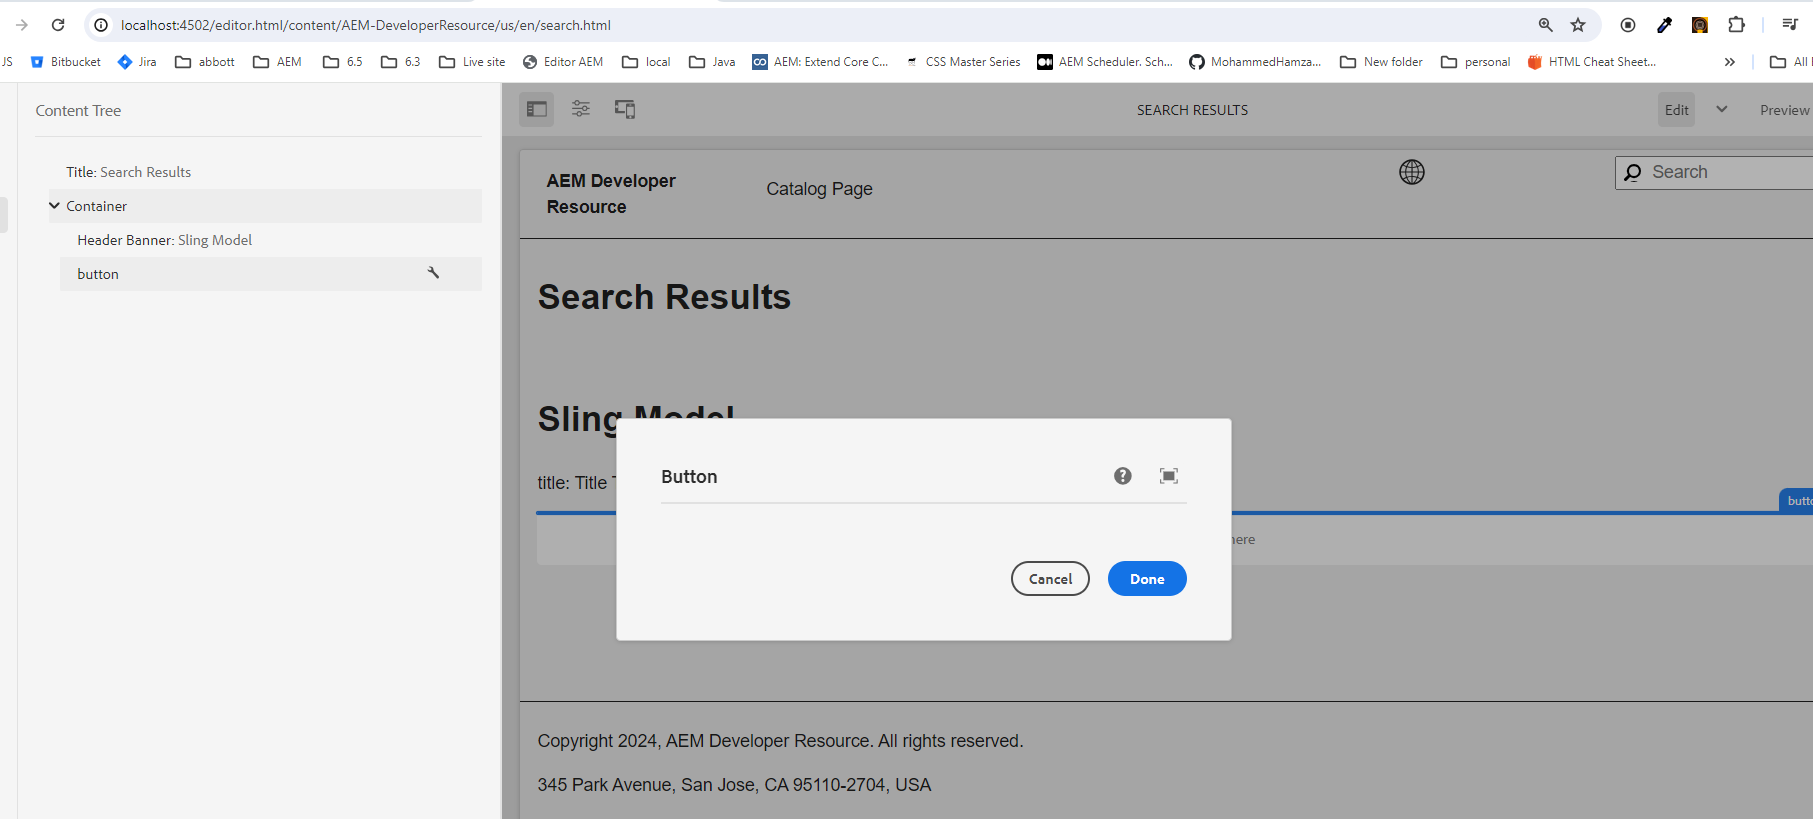 localhost:4502/editor.html/content/AEM-DeveloperResource/us/en/search.html
JS Bitbucket Jira abbott AEM 6.5 6.3 Live site Editor AEM local Java AEM: Extend Core C... CSS Master Series AEM Scheduler. Sch... MohammedHamza... New folder personal HTML Cheat Sheet... » All
Content Tree
SEARCH RESULTS
Edit
Preview
Title: Search Results
Container
Header Banner: Sling Model
button
AEM Developer
Resource
Catalog Page
Search
Search Results
Sling Model
title: Title
butto
here
Button
Cancel
Done
Copyright 2024, AEM Developer Resource. All rights reserved.
345 Park Avenue, San Jose, CA 95110-2704, USA